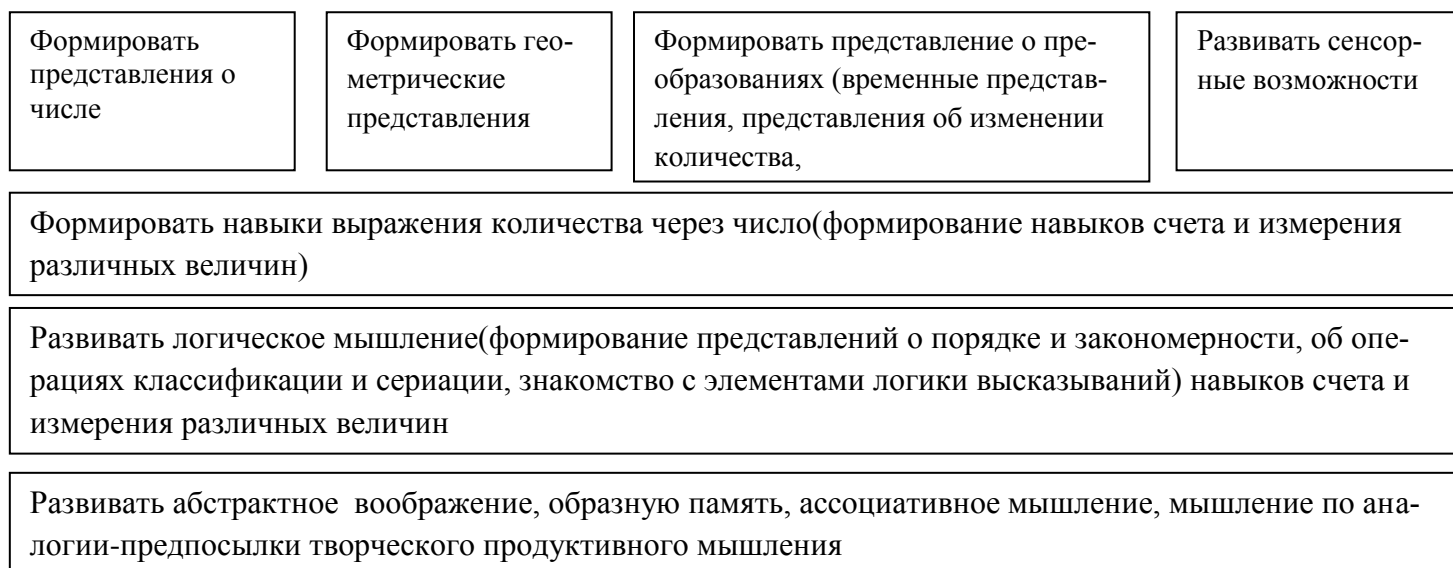 Формировать
представления о
числе
Формировать гео-
метрические
представления
Формировать представление о пре-
образованиях (временные представ-
ления, представления об изменении
количества,
Развивать сенсор-
ные возможности
Формировать навыки выражения количества через число(формирование навыков счета и измерения
различных величин)
Развивать логическое мышление(формирование представлений о порядке и закономерности, об опе-
рациях классификации и сериации, знакомство с элементами логики высказываний) навыков счета и
измерения различных величин
Развивать абстрактное воображение, образную память, ассоциативное мышление, мышление по ана-
логии-предпосылки творческого продуктивного мышления